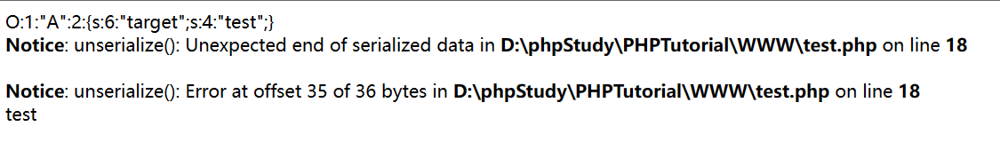 O:1:"A":2:{s:6:"target";s:4:"test";}
Notice: unserialize(): Unexpected end of serialized data in D:\phpStudy\PHPTutorial\WWW\test.php on line 18
Notice: unserialize(): Error at offset 35 of 36 bytes in D:\phpStudy\PHPTutorial\WWW\test.php on line 18
test